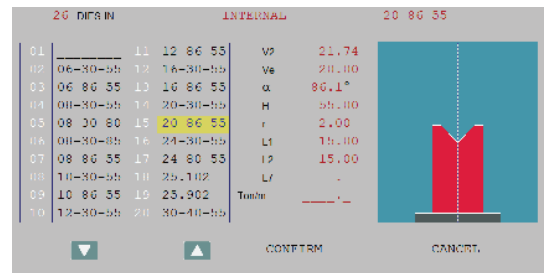 26 DIES IN INTERNAL 20 86 55
01 ________ 11 12 86 55 V2 21.74
02 06-30-55 12 16-30-55 Ve 20.00
03 06 86 55 13 16 86 55 α 86.1°
04 08-30-55 14 20-30-55 H 55.00
05 08 30 80 15 20 86 55 r 2.00
06 08-30-85 16 24-30-55 L1 15.00
07 08 86 55 17 24 80 55 L2 15.00
08 10-30-55 18 25.102 L7 .
09 10 86 55 19 25.902 Ton/m ____._
10 12-30-55 20 30-40-55
CONFIRM CANCEL